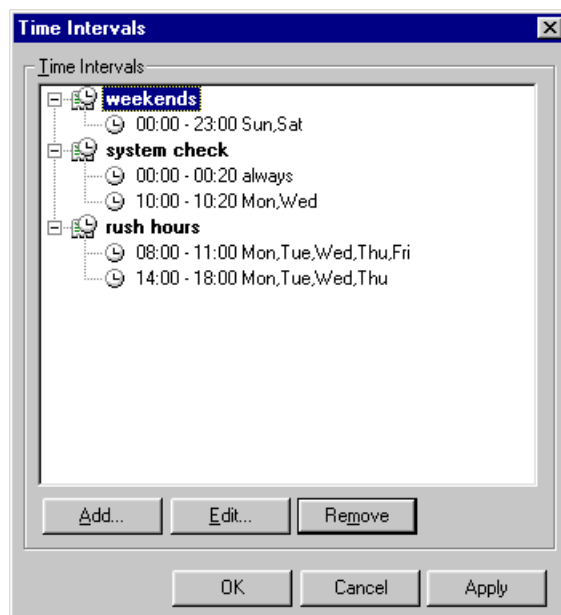 Time Intervals
Time Intervals
weekends
00:00 - 23:00 Sun,Sat
system check
00:00 - 00:20 always
10:00 - 10:20 Mon,Wed
rush hours
08:00 - 11:00 Mon,Tue,Wed,Thu,Fri
14:00 - 18:00 Mon,Tue,Wed,Thu
Add... Edit... Remove
OK Cancel Apply